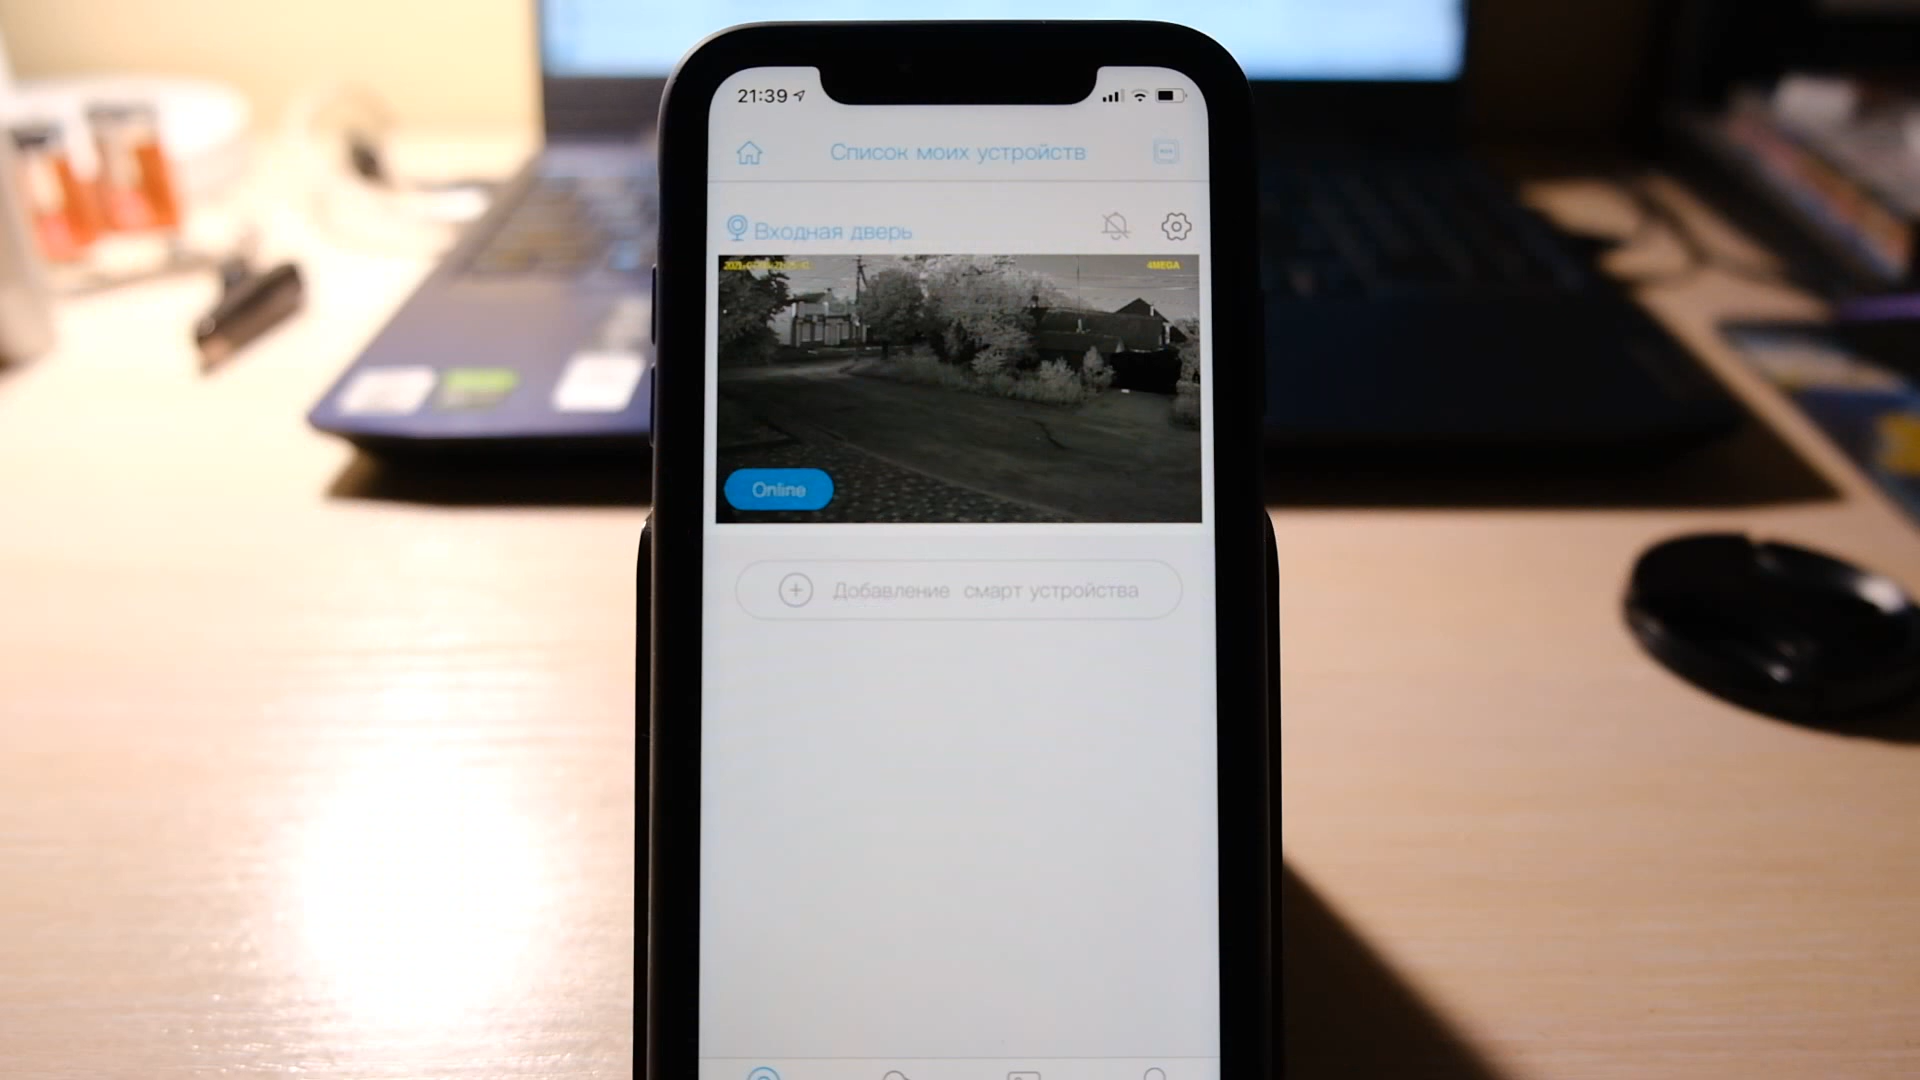 21:39
Список моих устройств
Входная дверь
4MEGA
Online
Добавление смарт устройства